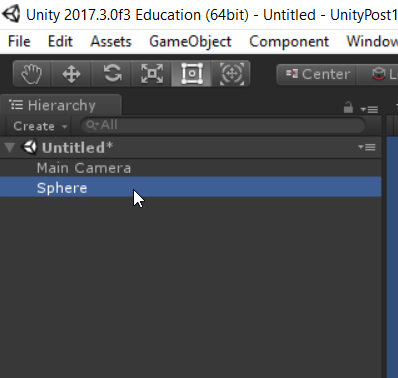 Unity 2017.3.0f3 Education (64bit) - Untitled - UnityPost1
File Edit Assets GameObject Component Window
Center L
Hierarchy
Create All
Untitled*
Main Camera
Sphere